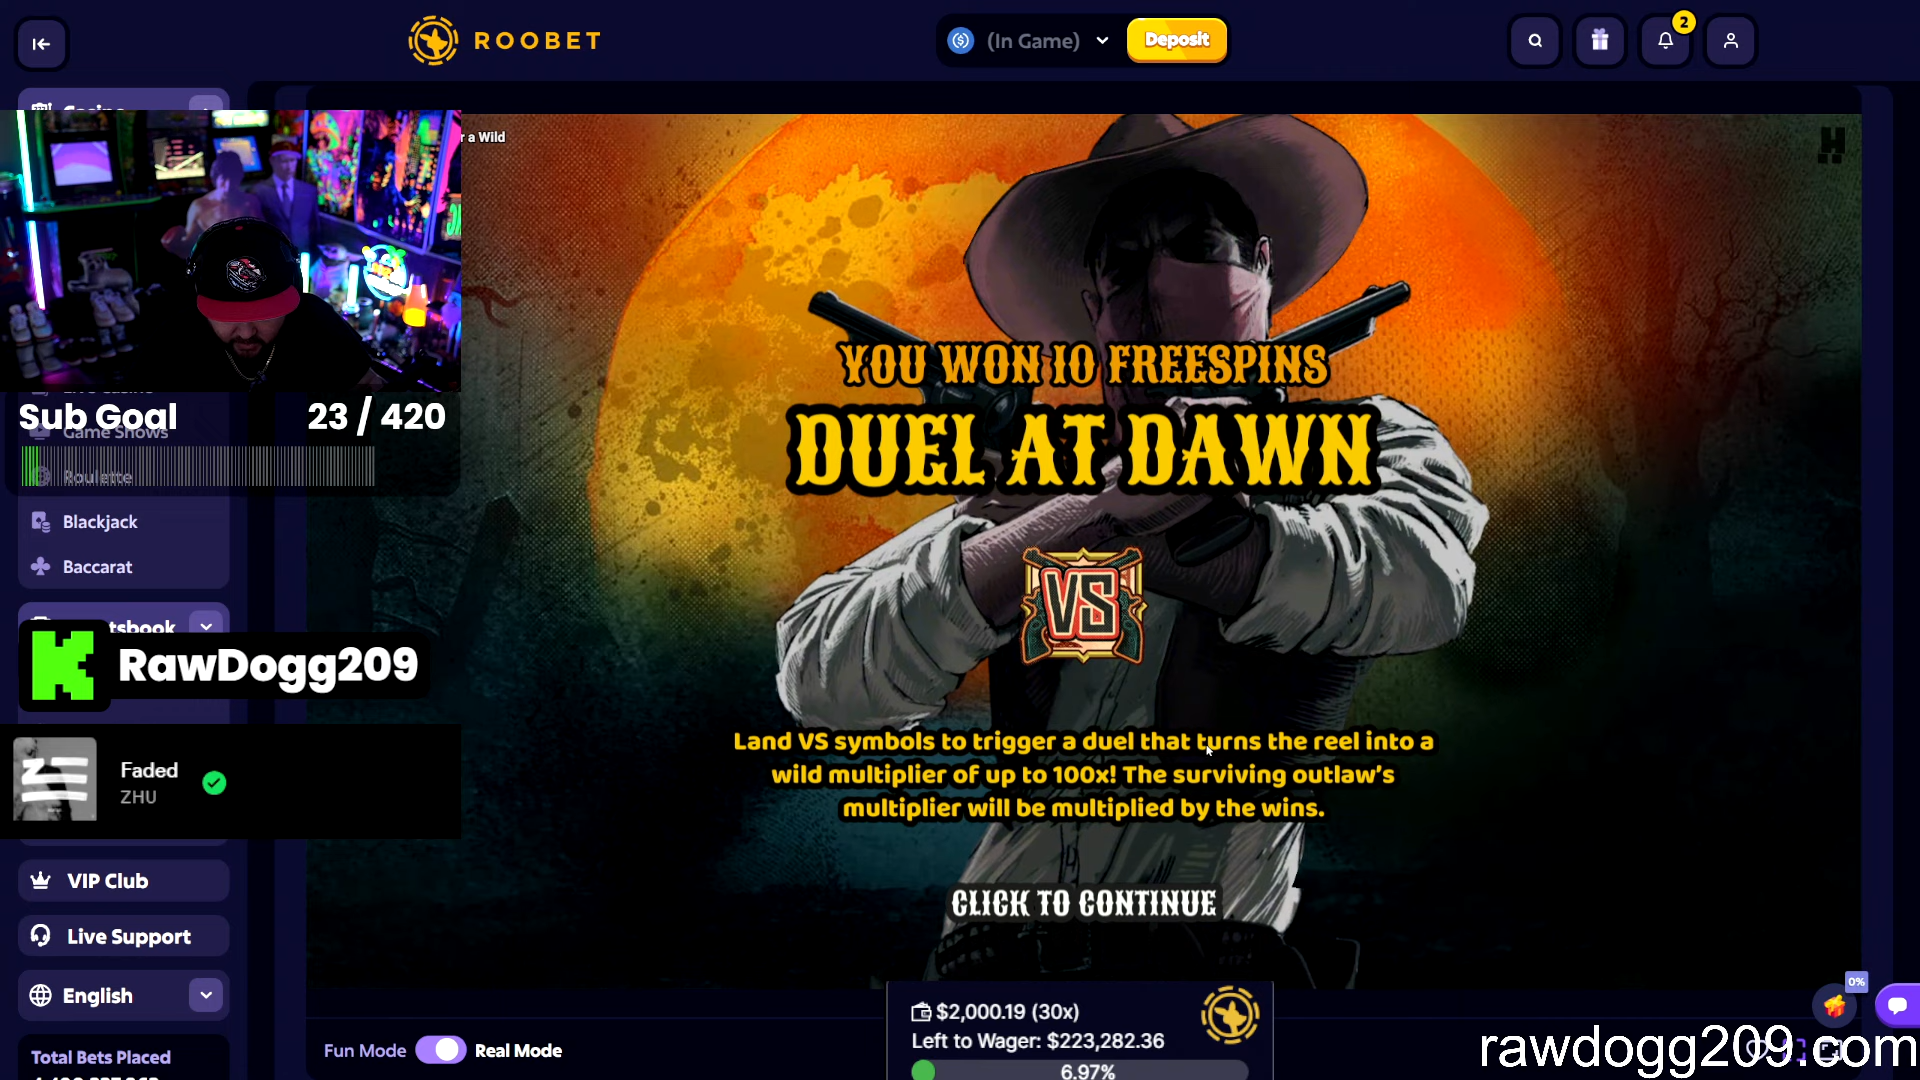 ROOBET
(In Game)
Deposit
2
r a Wild
YOU WON 10 FREESPINS
DUEL AT DAWN
VS
Land VS symbols to trigger a duel that turns the reel into a
wild multiplier of up to 100x! The surviving outlaw's
multiplier will be multiplied by the wins.
CLICK TO CONTINUE
Sub Goal 23 / 420
Game Shows
Roulette
Blackjack
Baccarat
RawDogg209
Faded
ZHU
VIP Club
Live Support
English
Total Bets Placed
Fun Mode
Real Mode
$2,000.19 (30x)
Left to Wager: $223,282.36
6.97%
0%
rawdogg209.com